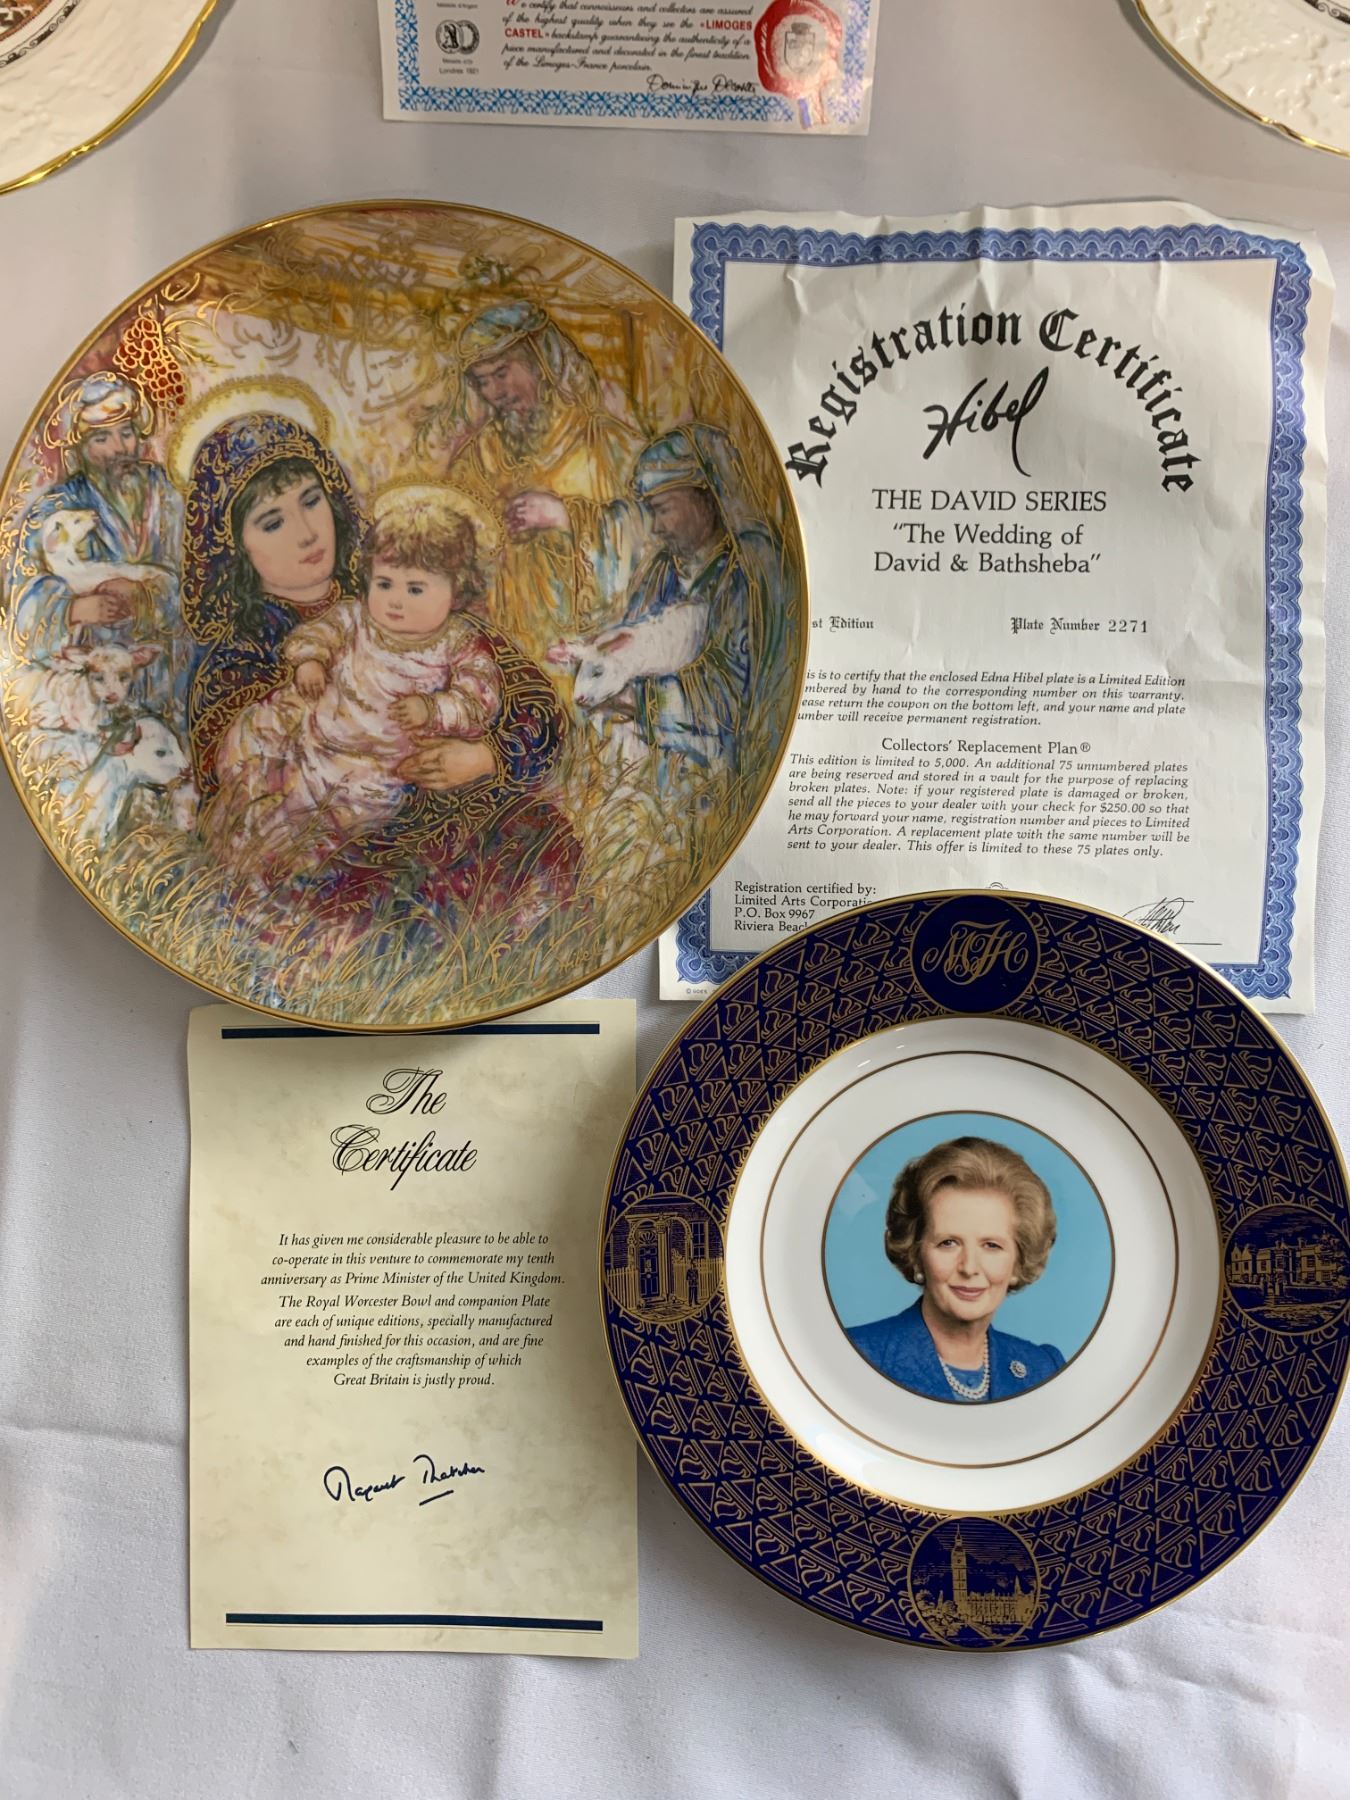 Londres 1921
We certify that connoisseurs and collectors are assured
of the highest quality when they see the «LIMOGES
CASTEL» backstamp guaranteeing the authenticity of a
piece manufactured and decorated in the finest tradition
of the Limoges-France porcelain.
Registration Certificate
Hibel
THE DAVID SERIES
"The Wedding of
David & Bathsheba"
st Edition Plate Number 2271
is is to certify that the enclosed Edna Hibel plate is a Limited Edition
mbered by hand to the corresponding number on this warranty.
ease return the coupon on the bottom left, and your name and plate
umber will receive permanent registration.
Collectors' Replacement Plan®
This edition is limited to 5,000. An additional 75 unnumbered plates
are being reserved and stored in a vault for the purpose of replacing
broken plates. Note: if your registered plate is damaged or broken,
send all the pieces to your dealer with your check for $250.00 so that
he may forward your name, registration number and pieces to Limited
Arts Corporation. A replacement plate with the same number will be
sent to your dealer. This offer is limited to these 75 plates only.
Registration certified by:
Limited Arts Corporatio
P.O. Box 9967
Riviera Beac
© GOES
Hibel
MHT
The
Certificate
It has given me considerable pleasure to be able to
co-operate in this venture to commemorate my tenth
anniversary as Prime Minister of the United Kingdom.
The Royal Worcester Bowl and companion Plate
are each of unique editions, specially manufactured
and hand finished for this occasion, and are fine
examples of the craftsmanship of which
Great Britain is justly proud.
Margaret Thatcher